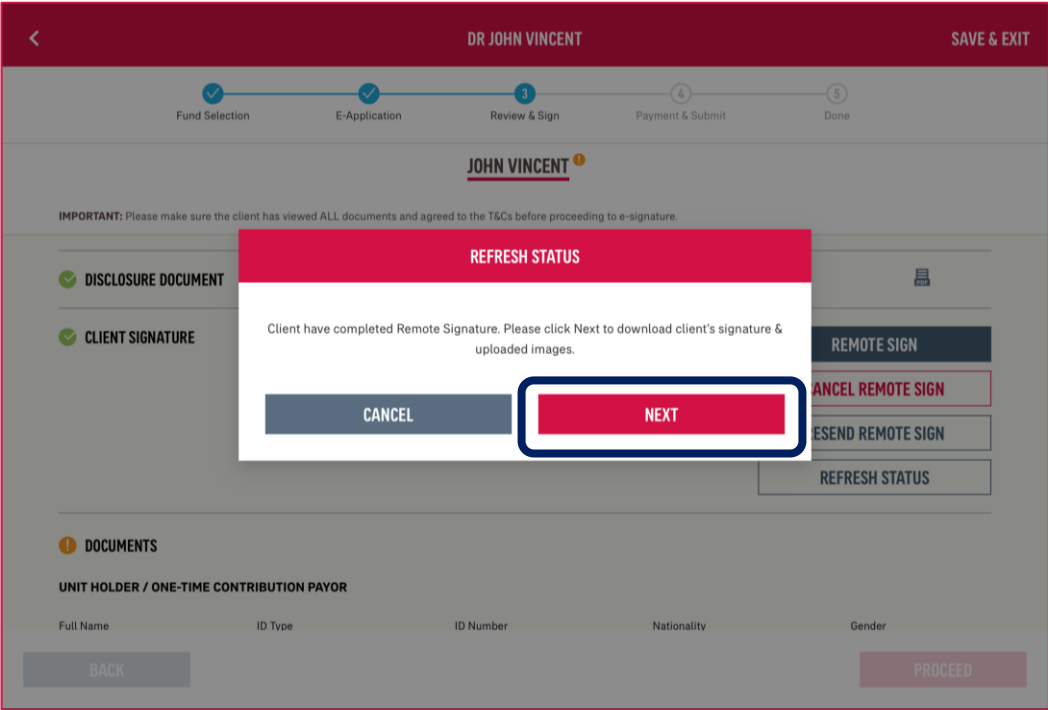 DR JOHN VINCENT
SAVE & EXIT
3
4
5
Fund Selection
E-Application
Review & Sign
Payment & Submit
Done
JOHN VINCENT
!
IMPORTANT: Please make sure the client has viewed ALL documents and agreed to the T&Cs before proceeding to e-signature.
REFRESH STATUS
DISCLOSURE DOCUMENT
PDF
Client have completed Remote Signature. Please click Next to download client's signature &
uploaded images.
CLIENT SIGNATURE
REMOTE SIGN
CANCEL
NEXT
ANCEL REMOTE SIGN
ESEND REMOTE SIGN
REFRESH STATUS
!
DOCUMENTS
UNIT HOLDER / ONE-TIME CONTRIBUTION PAYOR
Full Name
ID Type
ID Number
Nationality
Gender
BACK
PROCEED